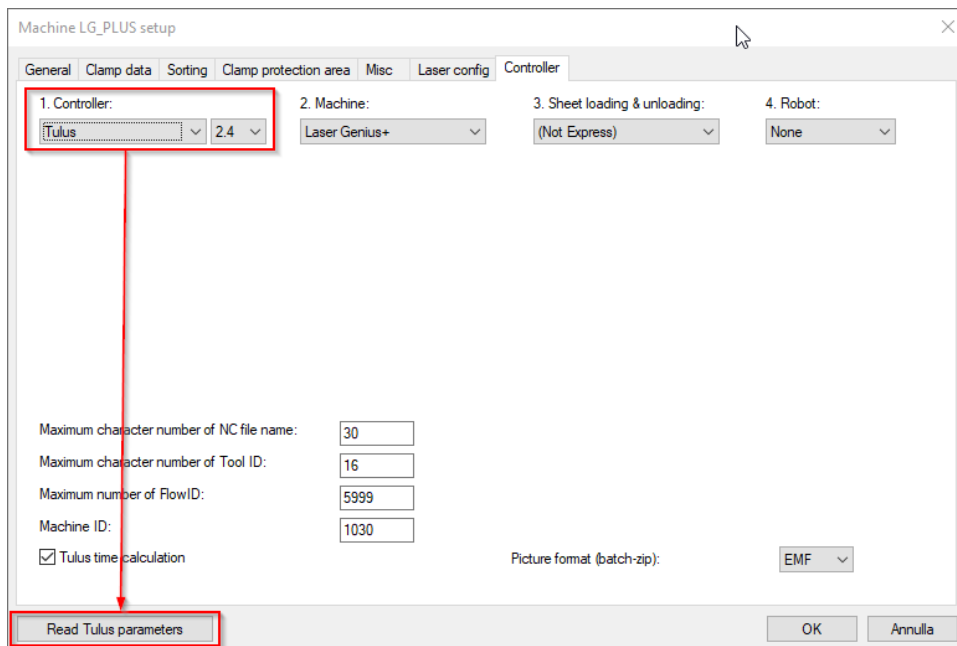 Machine LG_PLUS setup
General Clamp data Sorting Clamp protection area Misc Laser config Controller
1. Controller: 2. Machine: 3. Sheet loading & unloading: 4. Robot:
Tulus 2.4 Laser Genius+ (Not Express) None
Maximum character number of NC file name: 30
Maximum character number of Tool ID: 16
Maximum number of FlowID: 5999
Machine ID: 1030
Tulus time calculation Picture format (batch-zip): EMF
Read Tulus parameters OK Annulla